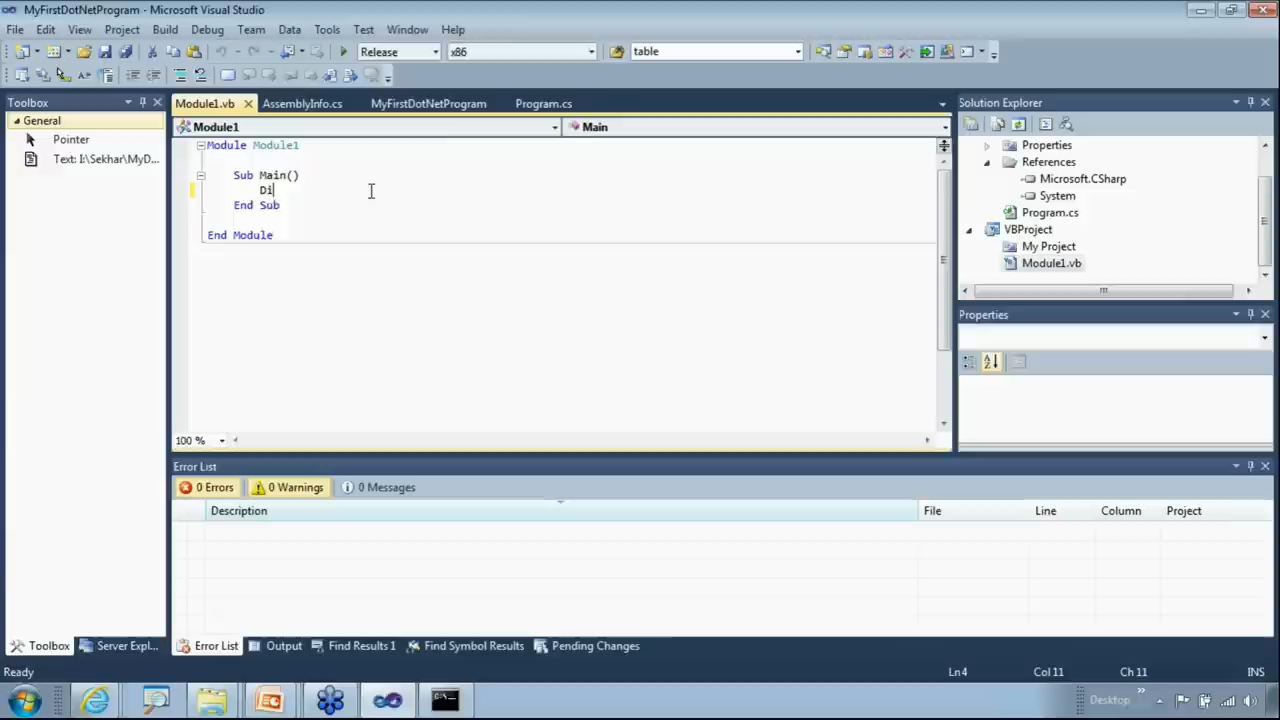 MyFirstDotNetProgram - Microsoft Visual Studio
File Edit View Project Build Debug Team Data Tools Test Window Help
Release x86 table
Toolbox
General
Pointer
Text: I:\Sekhar\MyD...
Module1.vb AssemblyInfo.cs MyFirstDotNetProgram Program.cs
Module1 Main
Module Module1
Sub Main()
Di
End Sub
End Module
100 %
Solution Explorer
Properties
References
Microsoft.CSharp
System
Program.cs
VBProject
My Project
Module1.vb
Properties
Error List
0 Errors 0 Warnings 0 Messages
Description File Line Column Project
Toolbox Server Expl... Error List Output Find Results 1 Find Symbol Results Pending Changes
Ready Ln4 Col 11 Ch 11 INS
Desktop